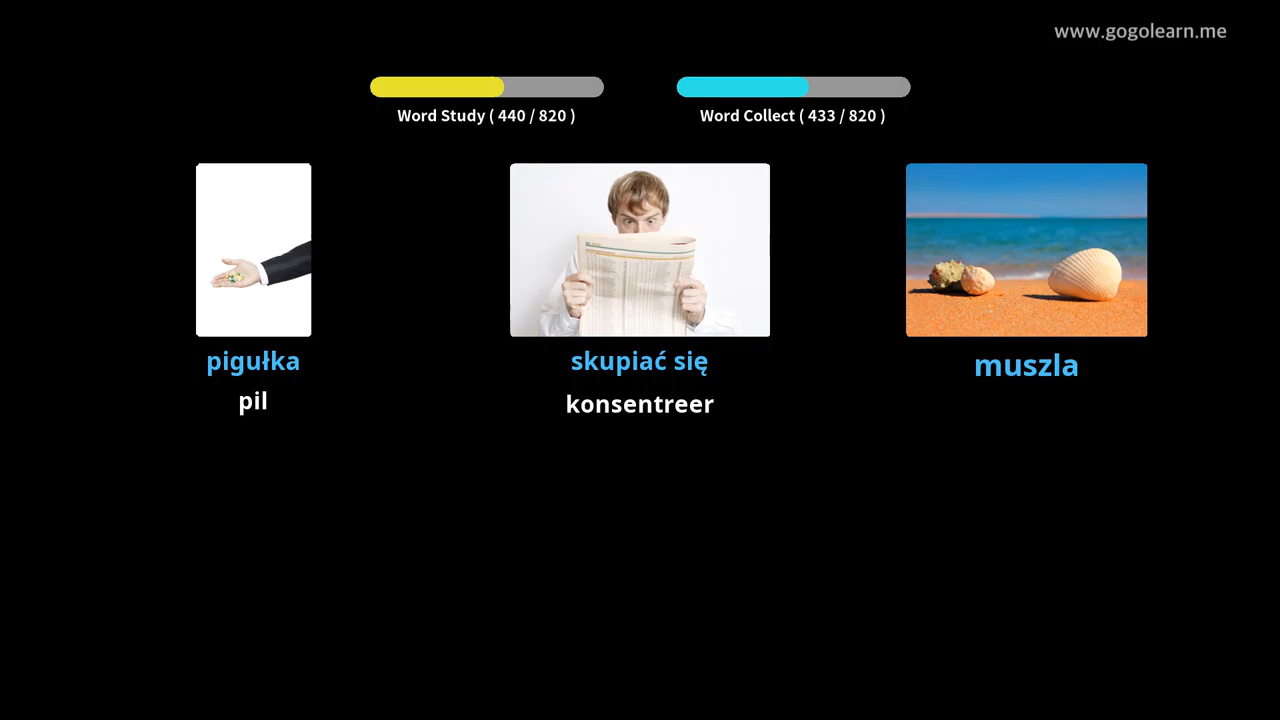 www.gogolearn.me
Word Study ( 440 / 820 )
Word Collect ( 433 / 820 )
pigułka
skupiać się
muszla
pil
konsentreer